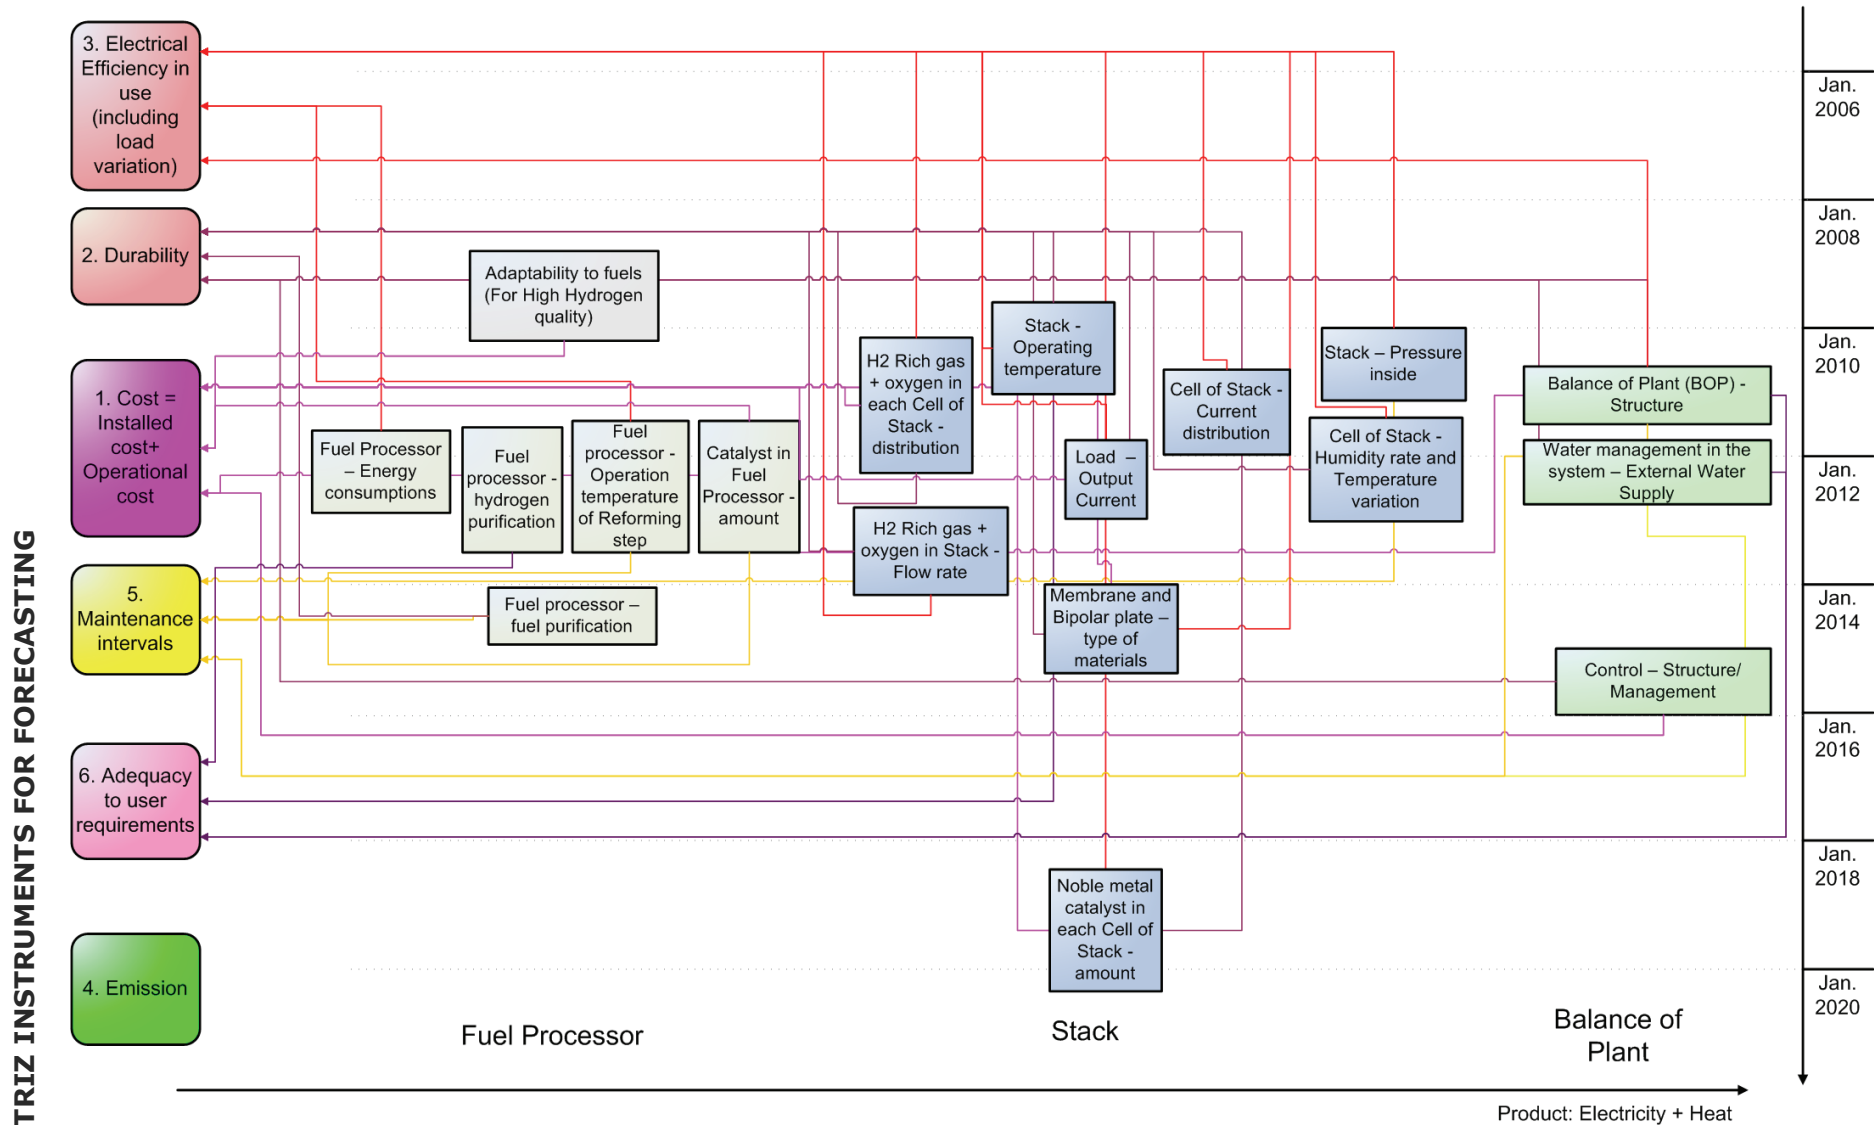 TRIZ INSTRUMENTS FOR FORECASTING
3. Electrical
Efficiency in
use
(including
load
variation)
2. Durability
1. Cost =
Installed
cost+
Operational
cost
5.
Maintenance
intervals
6. Adequacy
to user
requirements
4. Emission
Adaptability to fuels
(For High Hydrogen
quality)
Fuel Processor
– Energy
consumptions
Fuel
processor -
hydrogen
purification
Fuel
processor -
Operation
temperature
of Reforming
step
Catalyst in
Fuel
Processor -
amount
Fuel processor –
fuel purification
H2 Rich gas
+ oxygen in
each Cell of
Stack -
distribution
Stack -
Operating
temperature
H2 Rich gas +
oxygen in Stack -
Flow rate
Load –
Output
Current
Membrane and
Bipolar plate –
type of
materials
Noble metal
catalyst in
each Cell of
Stack -
amount
Cell of Stack -
Current
distribution
Stack – Pressure
inside
Cell of Stack -
Humidity rate and
Temperature
variation
Balance of Plant (BOP) -
Structure
Water management in the
system – External Water
Supply
Control – Structure/
Management
Jan.
2006
Jan.
2008
Jan.
2010
Jan.
2012
Jan.
2014
Jan.
2016
Jan.
2018
Jan.
2020
Fuel Processor
Stack
Balance of
Plant
Product: Electricity + Heat